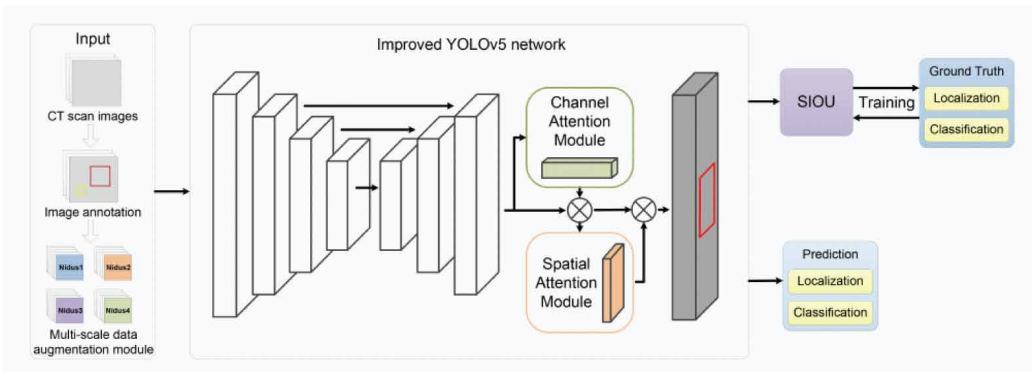 Input
CT scan images
Image annotation
Nidus1
Nidus2
Nidus3
Nidus4
Multi-scale data
augmentation module
Improved YOLOv5 network
Channel
Attention
Module
Spatial
Attention
Module
SIOU
Training
Ground Truth
Localization
Classification
Prediction
Localization
Classification